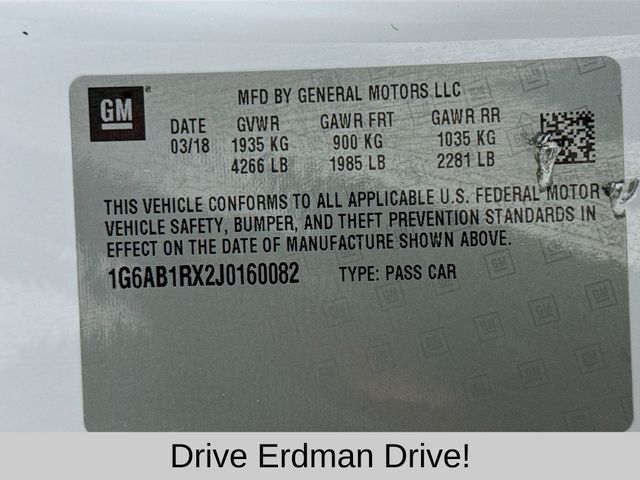 GM
MFD BY GENERAL MOTORS LLC
DATE GVWR GAWR FRT GAWR RR
03/18 1935 KG 900 KG 1035 KG
4266 LB 1985 LB 2281 LB
THIS VEHICLE CONFORMS TO ALL APPLICABLE U.S. FEDERAL MOTOR
VEHICLE SAFETY, BUMPER, AND THEFT PREVENTION STANDARDS IN
EFFECT ON THE DATE OF MANUFACTURE SHOWN ABOVE.
1G6AB1RX2J0160082 TYPE: PASS CAR
Drive Erdman Drive!